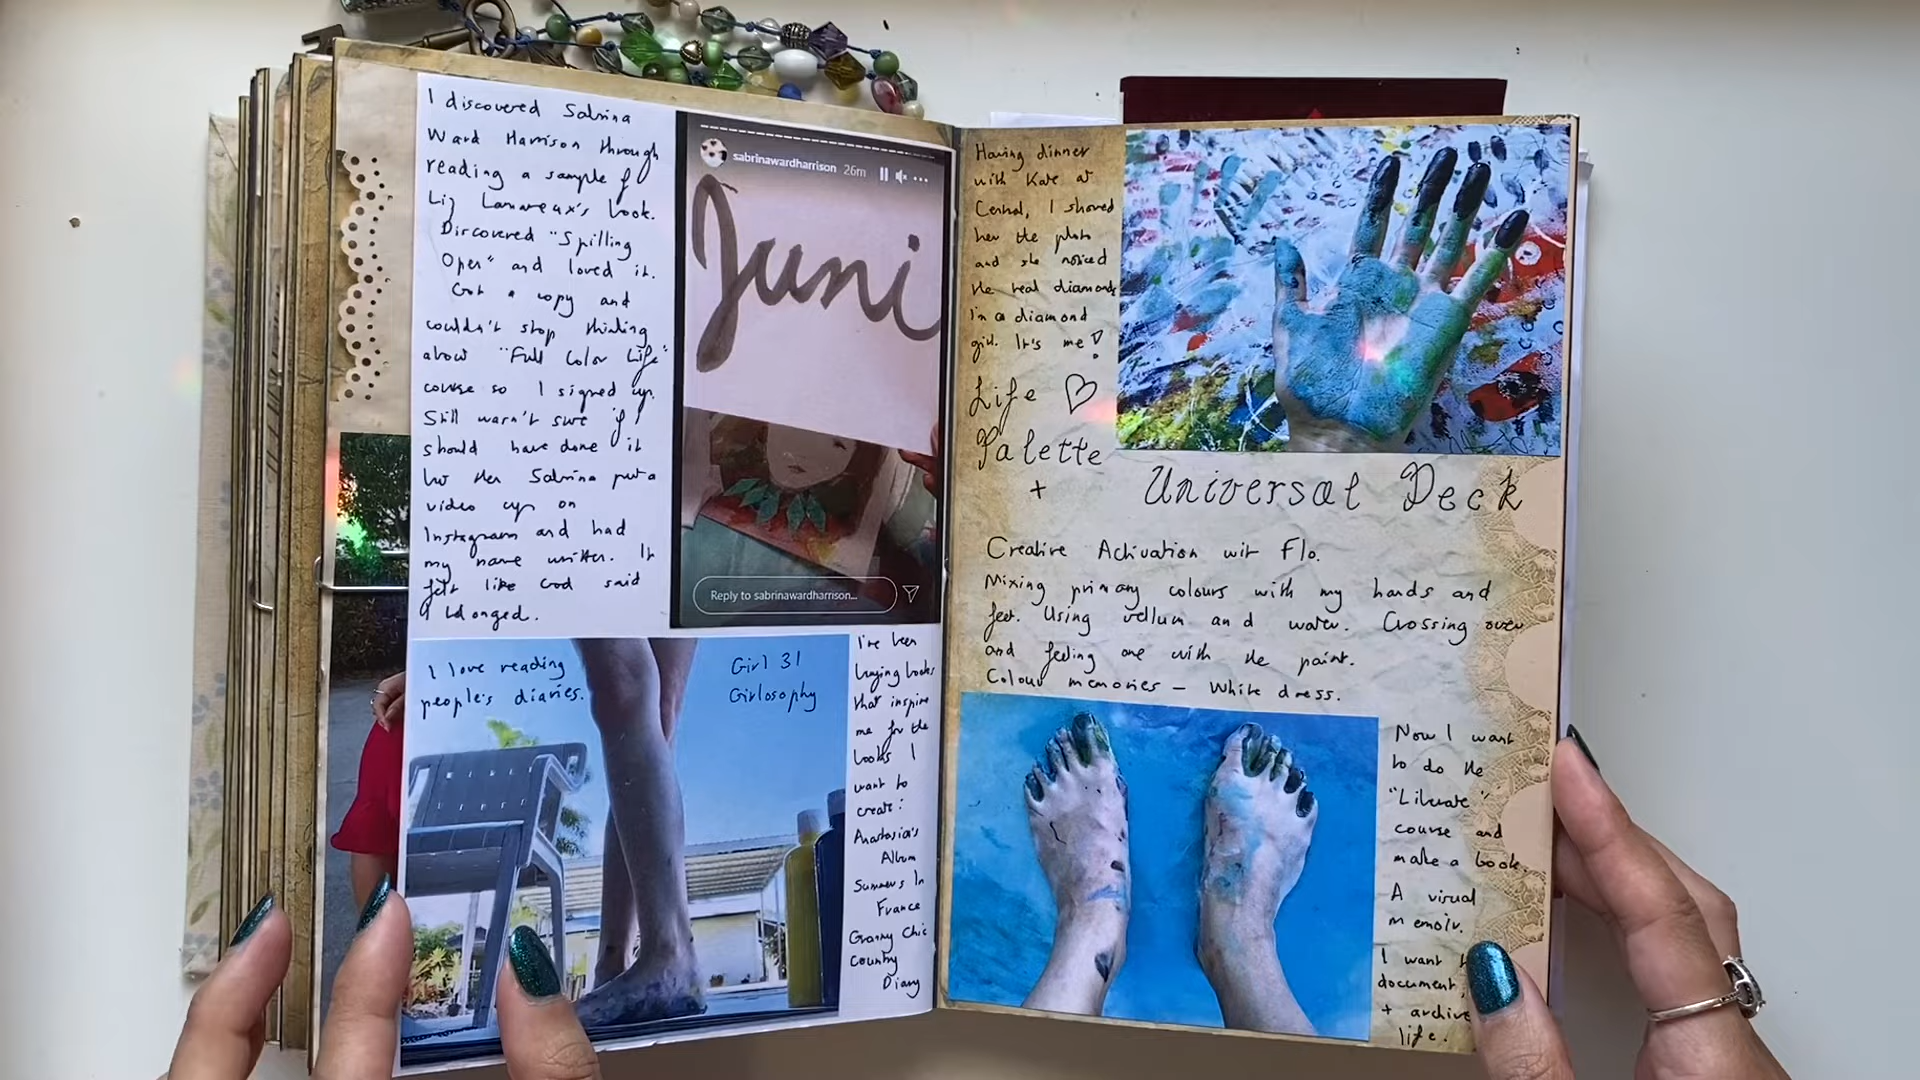 I discovered Sabrina
Ward Harrison through
reading a sample of
Liz Lamoreux's book.
Discovered "Spilling
Open" and loved it.
Got a copy and
couldn't stop thinking
about "Full Color Life"
course so I signed up.
Still wasn't sure if I
should have done it
but then Sabrina put a
video up on
Instagram and had
my name written. It
felt like God said
I belonged.
sabrinawardharrison 26m
Juni
Reply to sabrinawardharrison...
I love reading
people's diaries.
Girl 31
Girlosophy
I've been
buying books
that inspire
me for the
books I
want to
create:
Anastasia's
Album
Summers In
France
Granny Chic
Country
Diary
Having dinner
with Kate at
Central, I showed
her the photo
and she noticed
the real diamonds
I'm a diamond
girl. It's me!
Life
Palette
+
Universal Deck
Creative Activation wit Flo.
Mixing primary colours with my hands and
feet. Using vellum and water. Crossing over
and feeling one with the paint.
Colour memories – White dress.
Now I want
to do the
"Liberate"
course and
make a book.
A visual
memoir.
I want
document,
+ archive
life.